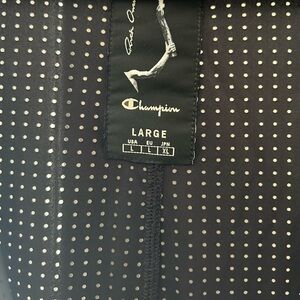 Champion
LARGE
USA EU JPN
L L XL